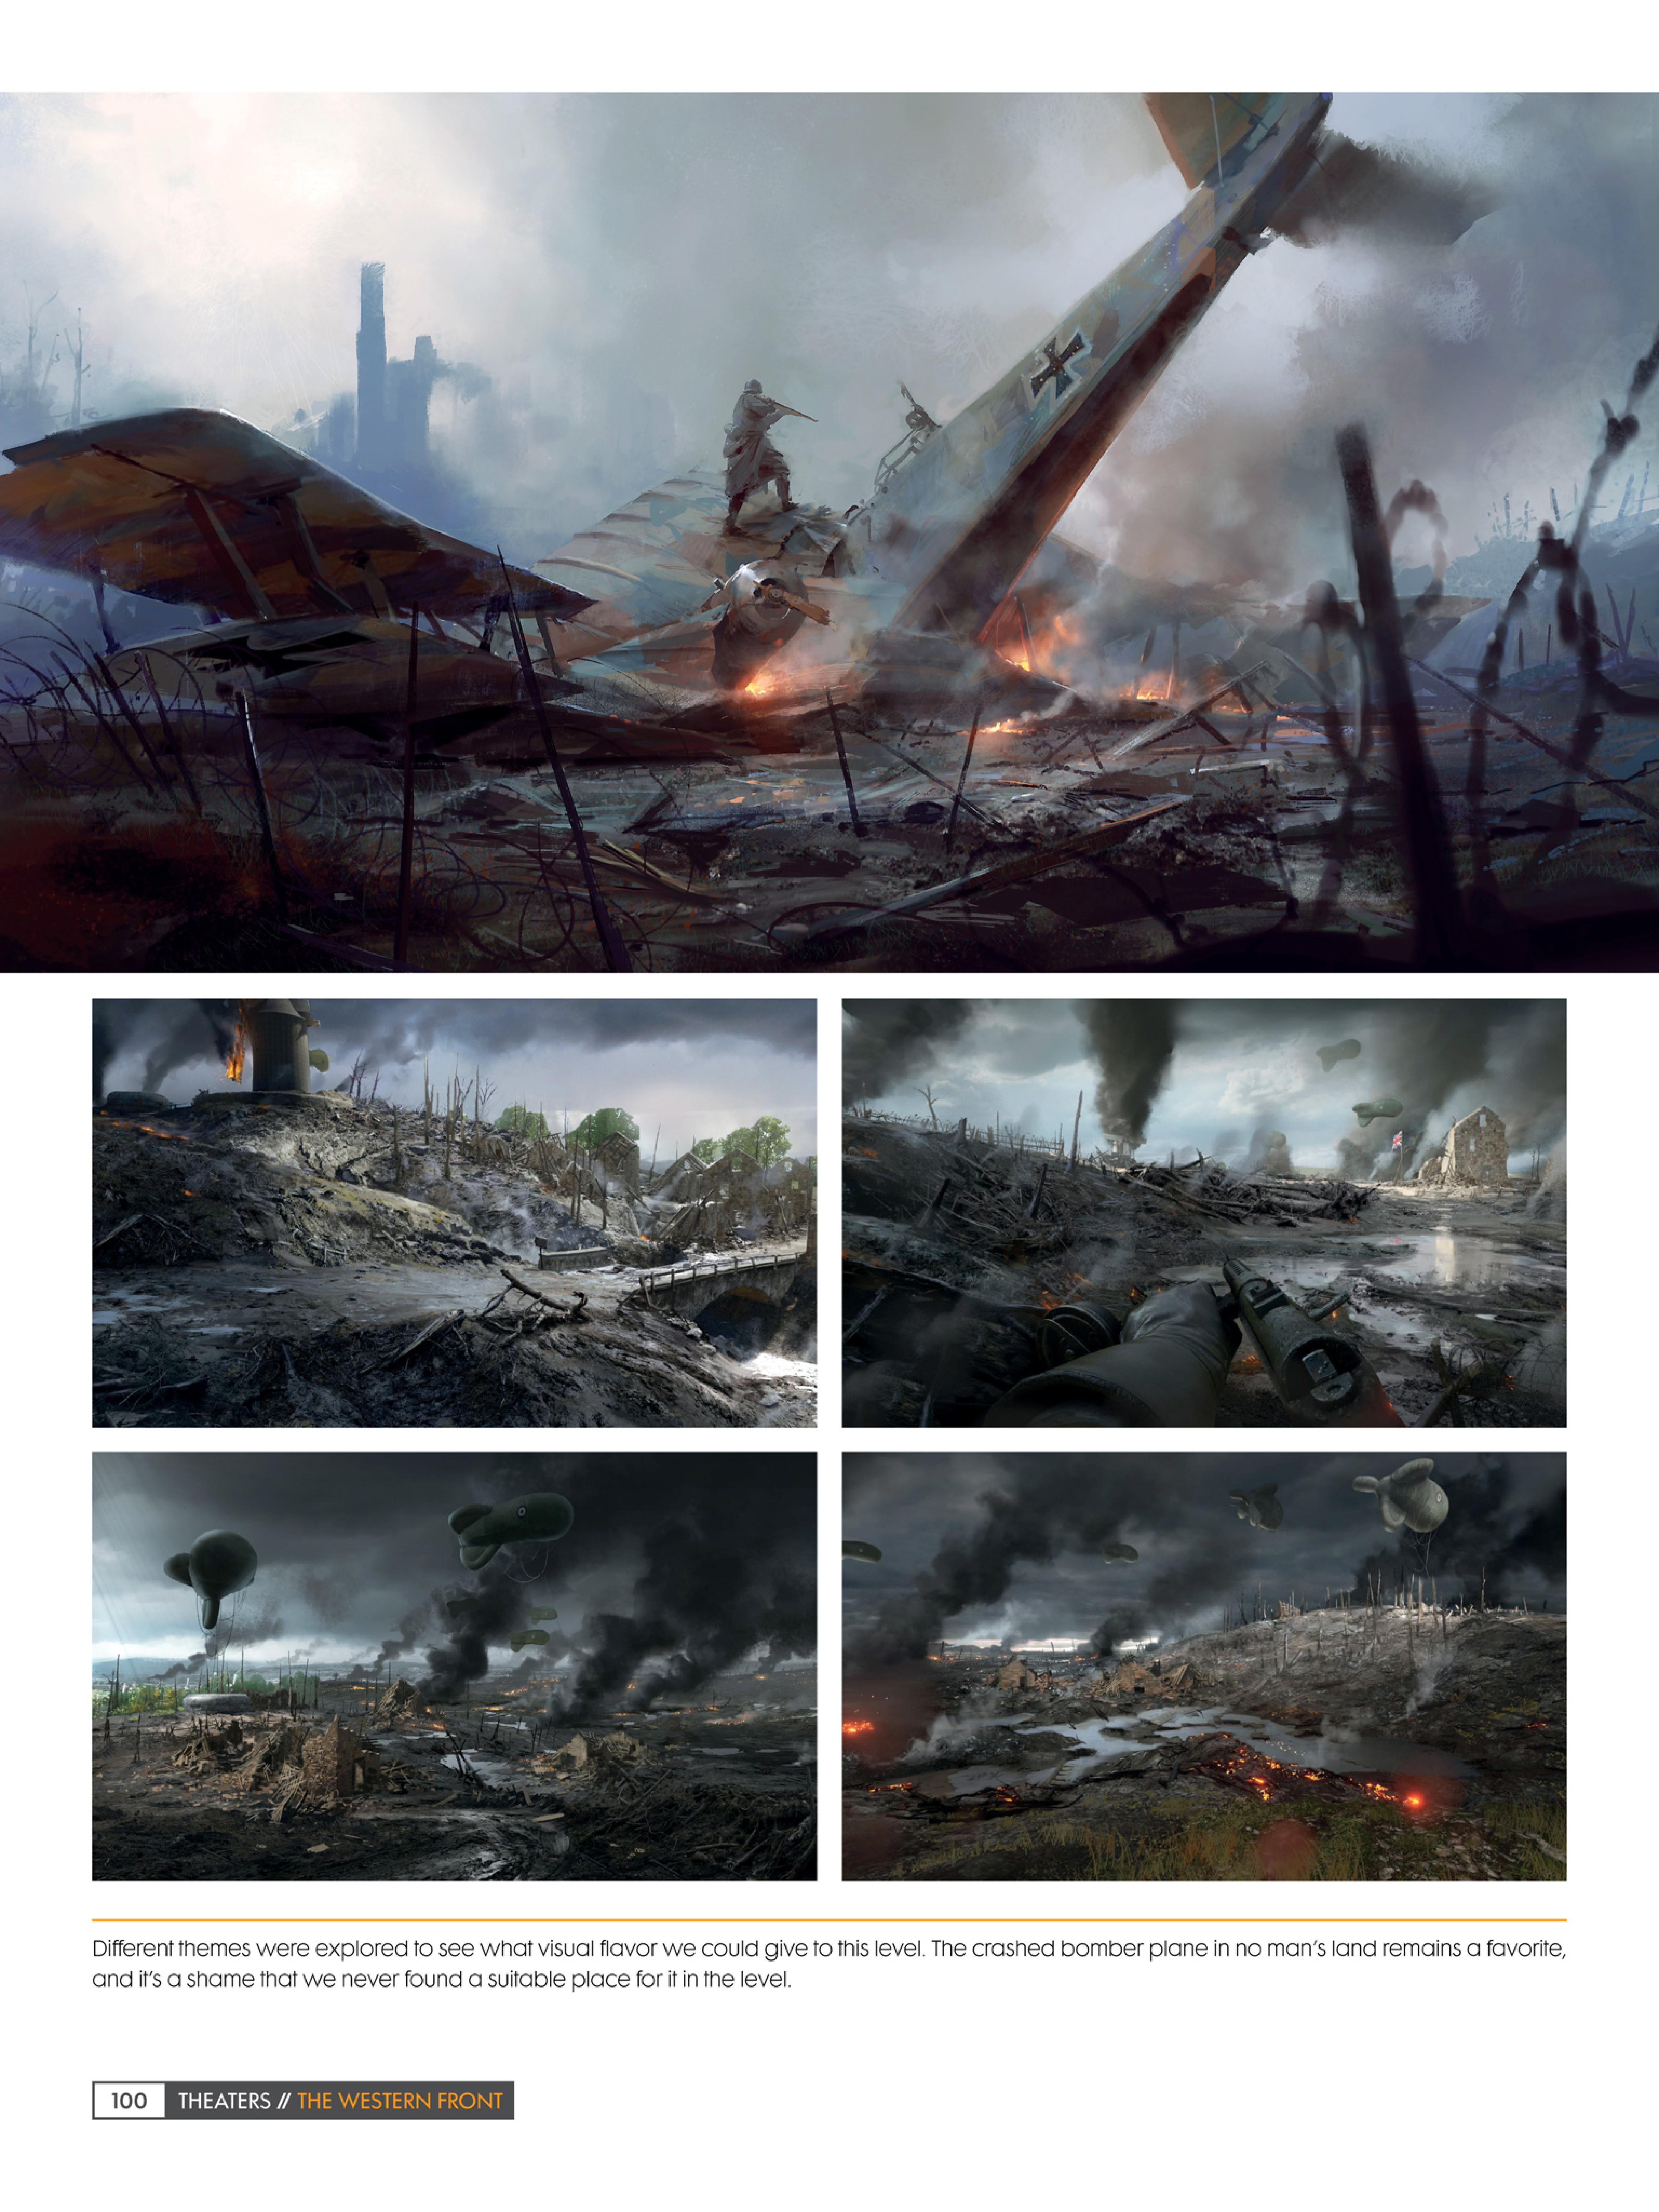 Different themes were explored to see what visual flavor we could give to this level. The crashed bomber plane in no man's land remains a favorite,
and it's a shame that we never found a suitable place for it in the level.
100 THEATERS // THE WESTERN FRONT